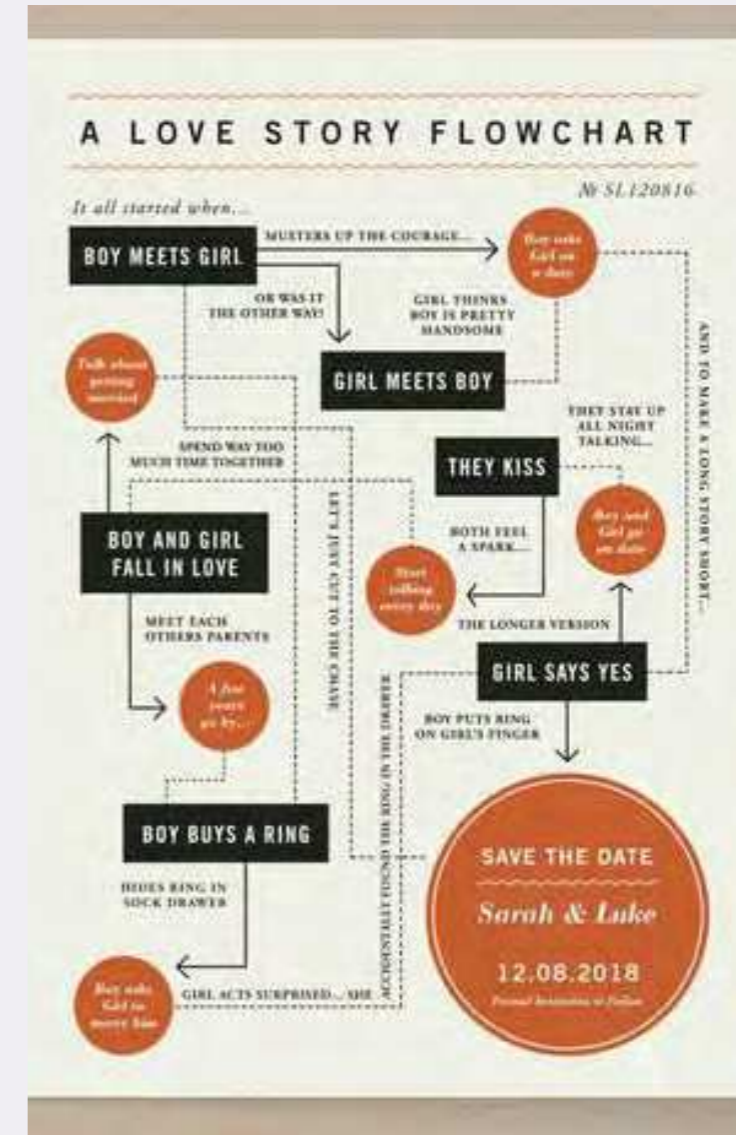 A LOVE STORY FLOWCHART
№ SL120816
It all started when...
BOY MEETS GIRL
MUSTERS UP THE COURAGE...
Boy asks
Girl on
a date
OR WAS IT
THE OTHER WAY?
GIRL THINKS
BOY IS PRETTY
HANDSOME
GIRL MEETS BOY
Talk about
getting
married
AND TO MAKE A LONG STORY SHORT...
THEY STAY UP
ALL NIGHT
TALKING...
SPEND WAY TOO
MUCH TIME TOGETHER
THEY KISS
LET'S JUST CUT TO THE CHASE
Boy and
Girl go
on date
BOY AND GIRL
FALL IN LOVE
BOTH FEEL
A SPARK...
Start
talking
every day
MEET EACH
OTHERS PARENTS
THE LONGER VERSION
GIRL SAYS YES
A few
years
go by...
BOY PUTS RING
ON GIRL'S FINGER
BOY BUYS A RING
HIDES RING IN
SOCK DRAWER
Boy asks
Girl to
marry him
GIRL ACTS SURPRISED... SHE
ACCIDENTALLY FOUND THE RING IN THE DRAWER
SAVE THE DATE
Sarah & Luke
12.08.2018
Formal Invitation to Follow